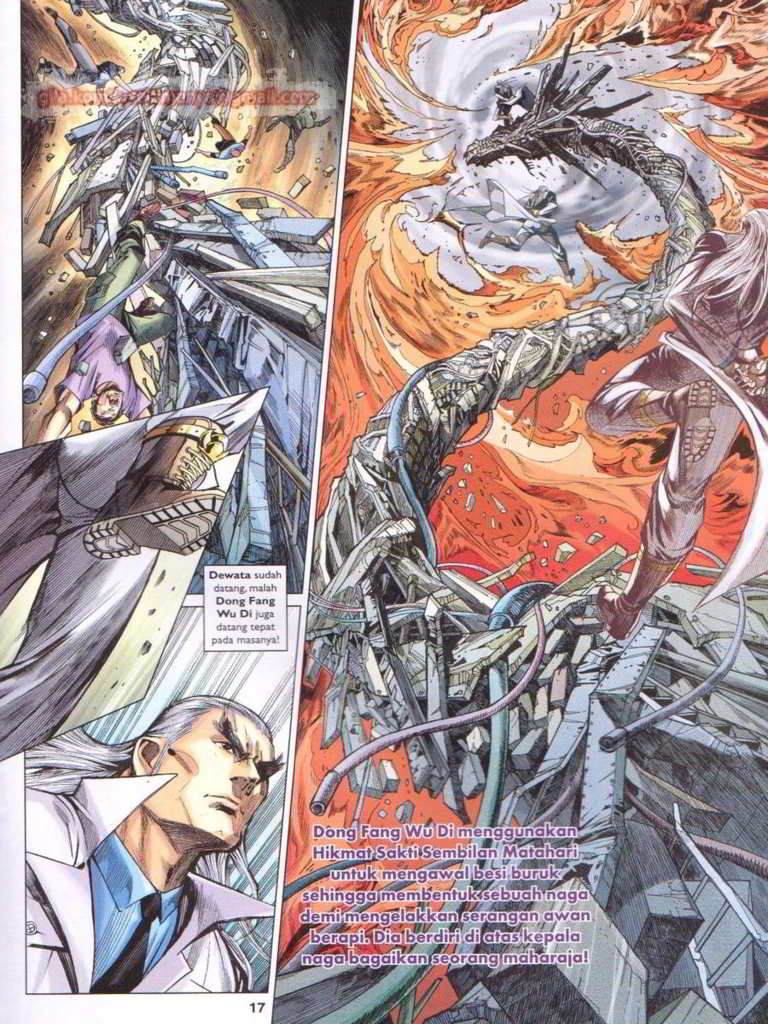 Dewata sudah
datang, malah
Dong Fang
Wu Di juga
datang tepat
pada masanya!
Dong Fang Wu Di menggunakan
Hikmat Sakti Sembilan Matahari
untuk mengawal besi buruk
sehingga membentuk sebuah naga
demi mengelakkan serangan awan
berapi. Dia berdiri di atas kepala
naga bagaikan seorang maharaja!
17